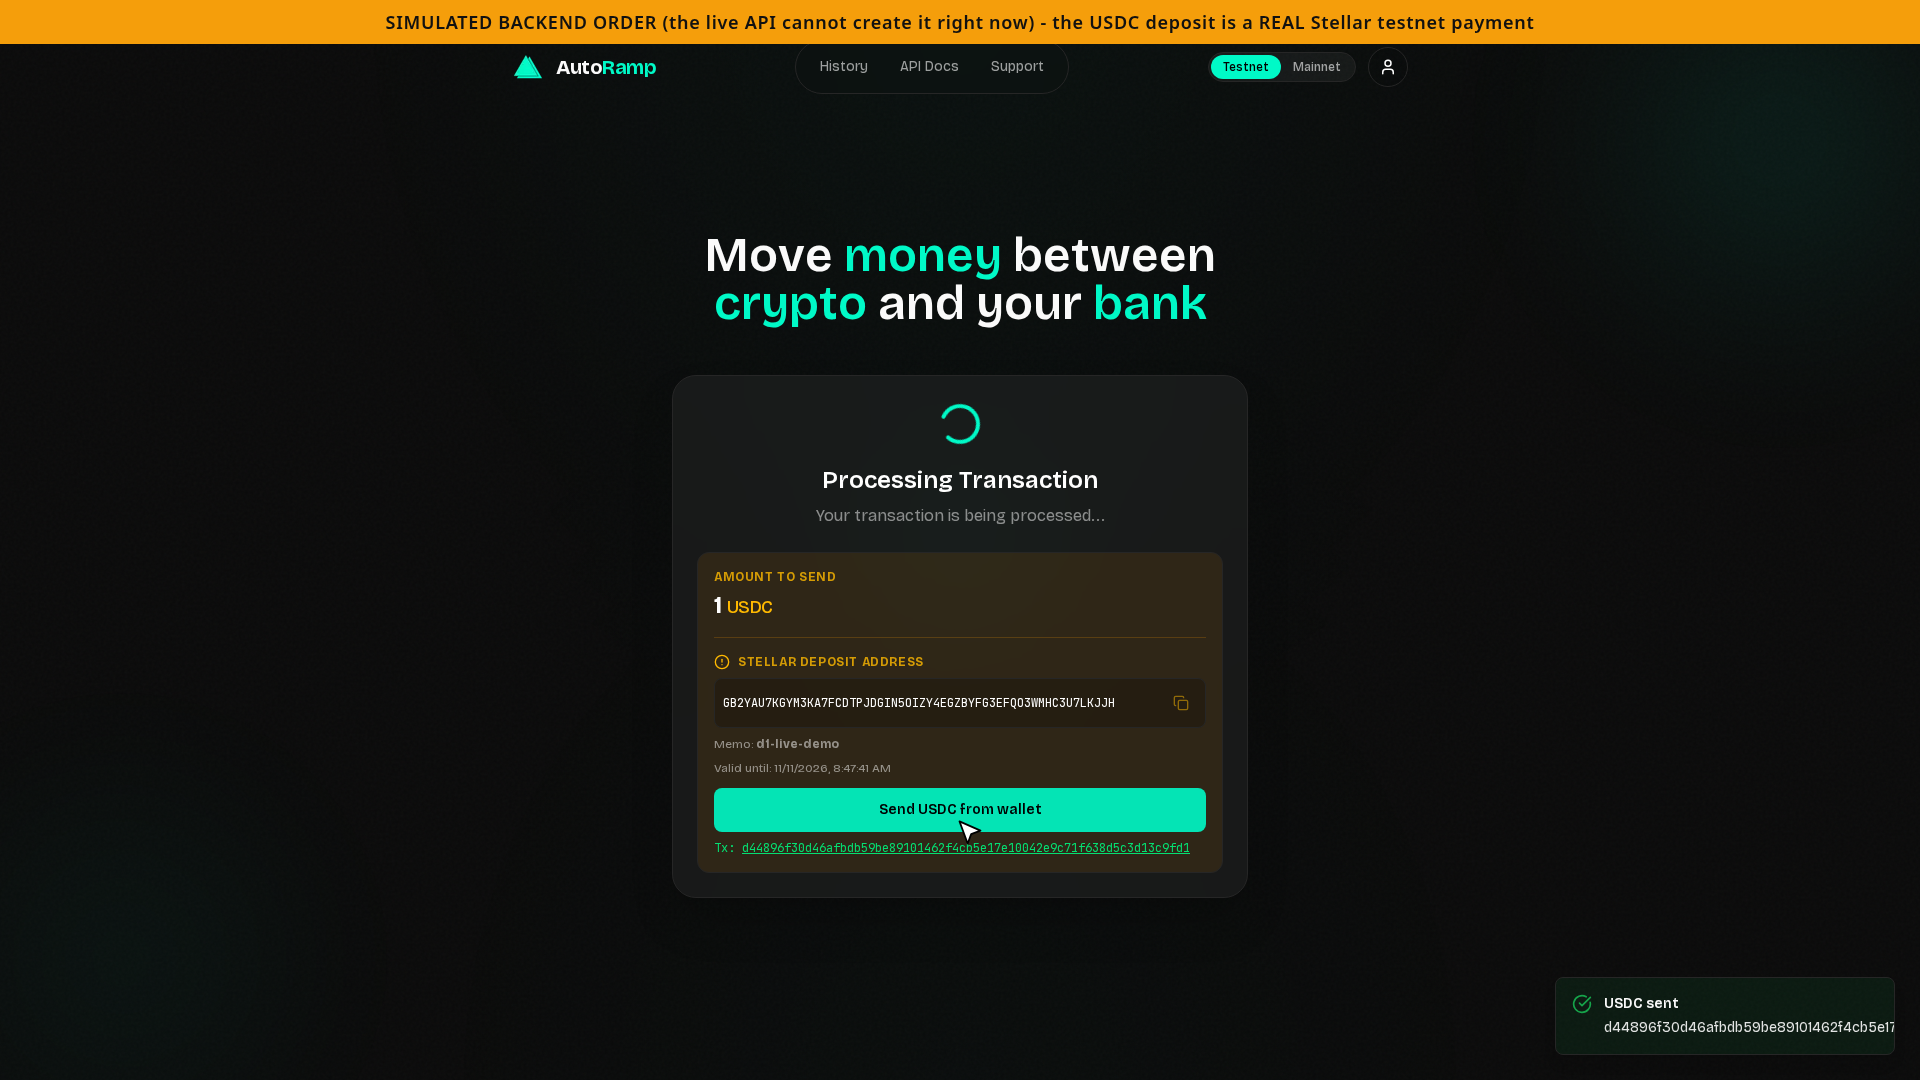 SIMULATED BACKEND ORDER (the live API cannot create it right now) - the USDC deposit is a REAL Stellar testnet payment
AutoRamp
History
API Docs
Support
Testnet
Mainnet
Move money between
crypto and your bank
Processing Transaction
Your transaction is being processed...
AMOUNT TO SEND
1 USDC
STELLAR DEPOSIT ADDRESS
GB2YAU7KGYM3KA7FCDTPJDGIN5OIZY4EGZBYFG3EFQO3WMHC3U7LKJJH
Memo: d1-live-demo
Valid until: 11/11/2026, 8:47:41 AM
Send USDC from wallet
Tx: d44896f30d46afbdb59be89101462f4cb5e17e10042e9c71f638d5c3d13c9fd1
USDC sent
d44896f30d46afbdb59be89101462f4cb5e17